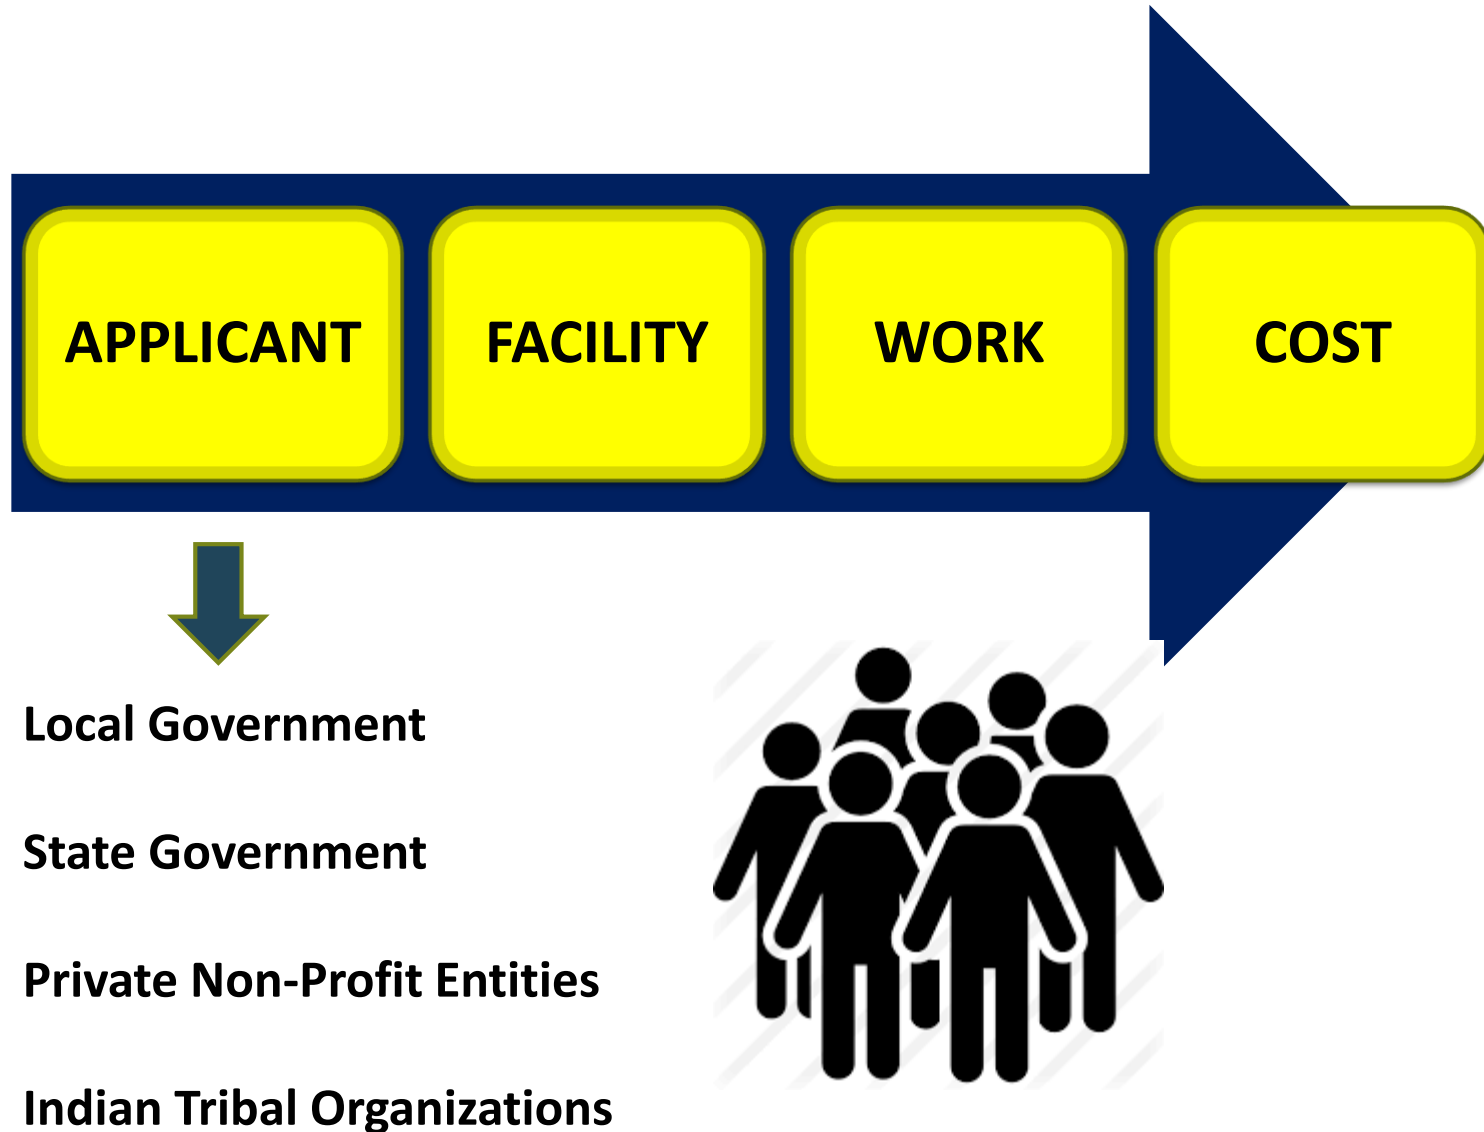 APPLICANT FACILITY WORK COST
Local Government
State Government
Private Non-Profit Entities
Indian Tribal Organizations